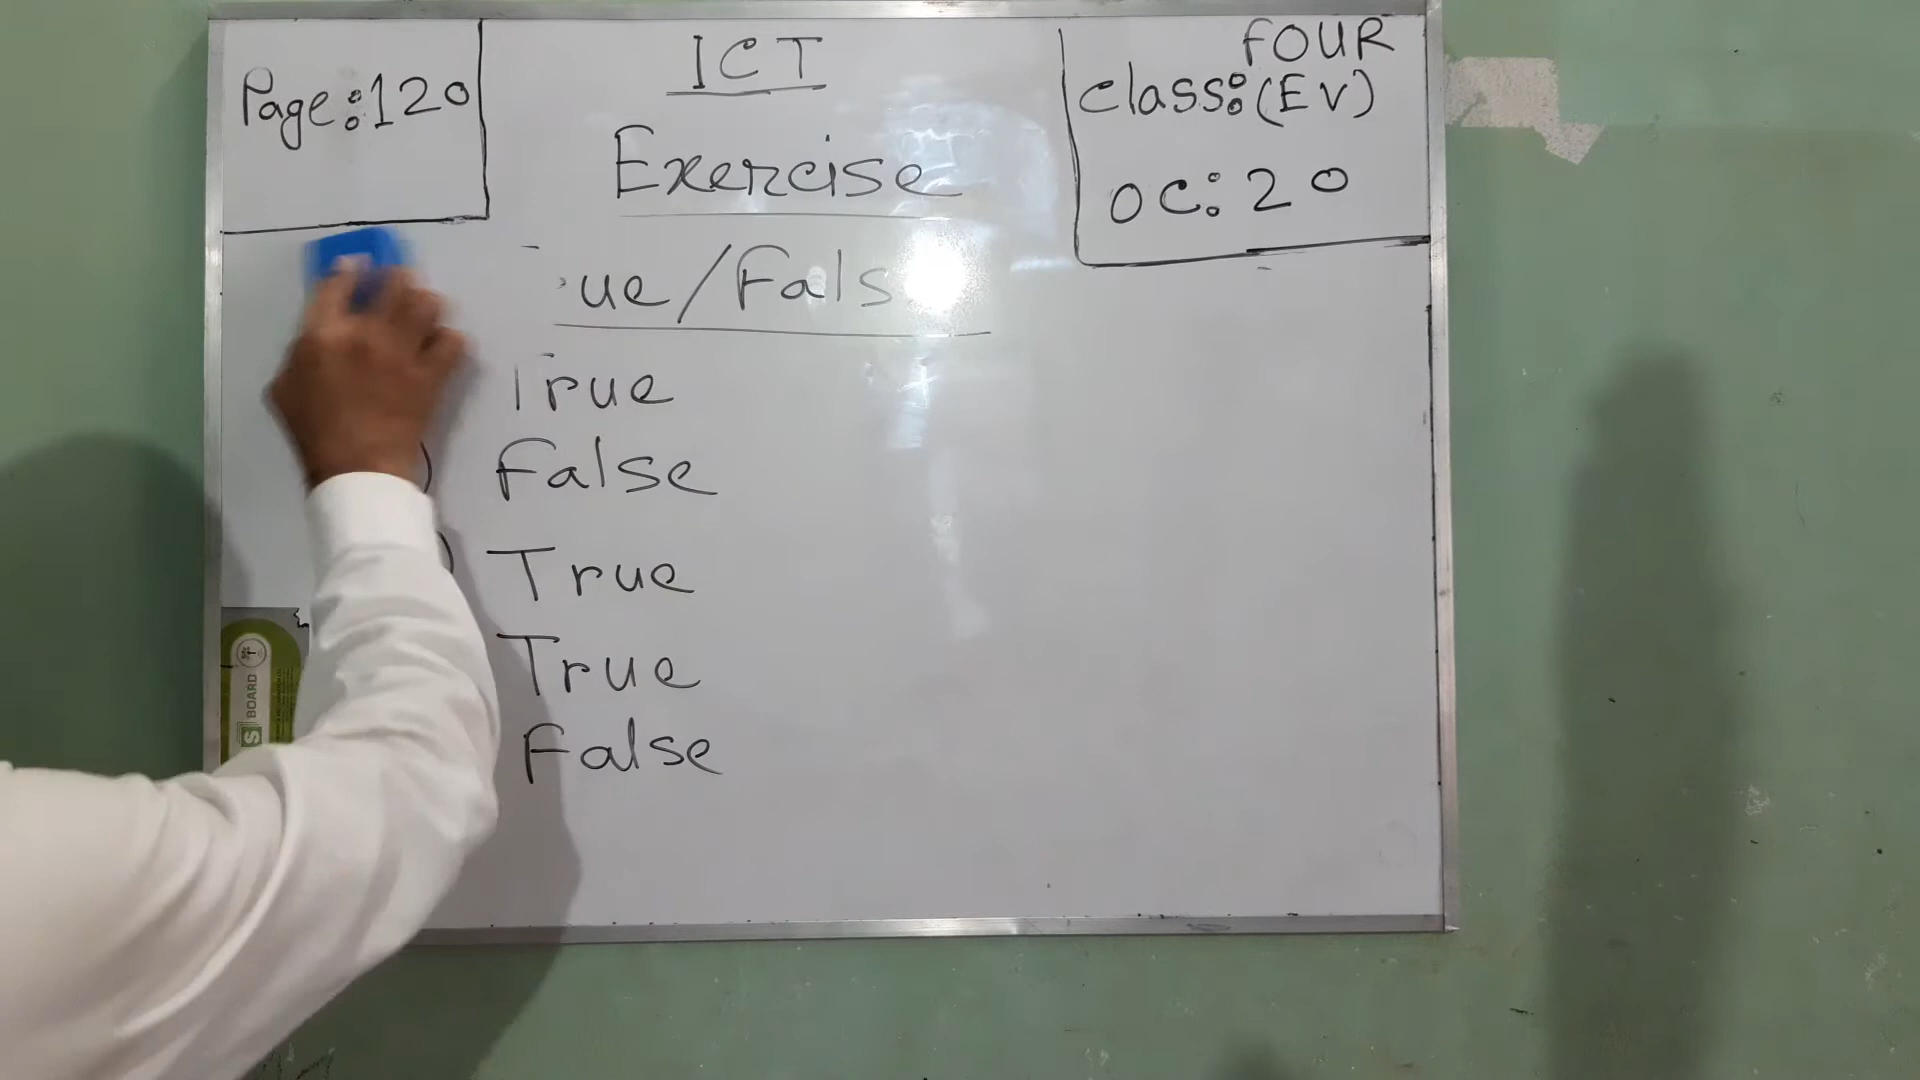 Page:120
ICT
FOUR
Class:(EV)
OC:20
Exercise
ue/Fals
True
) False
) True
True
False
S BOARD